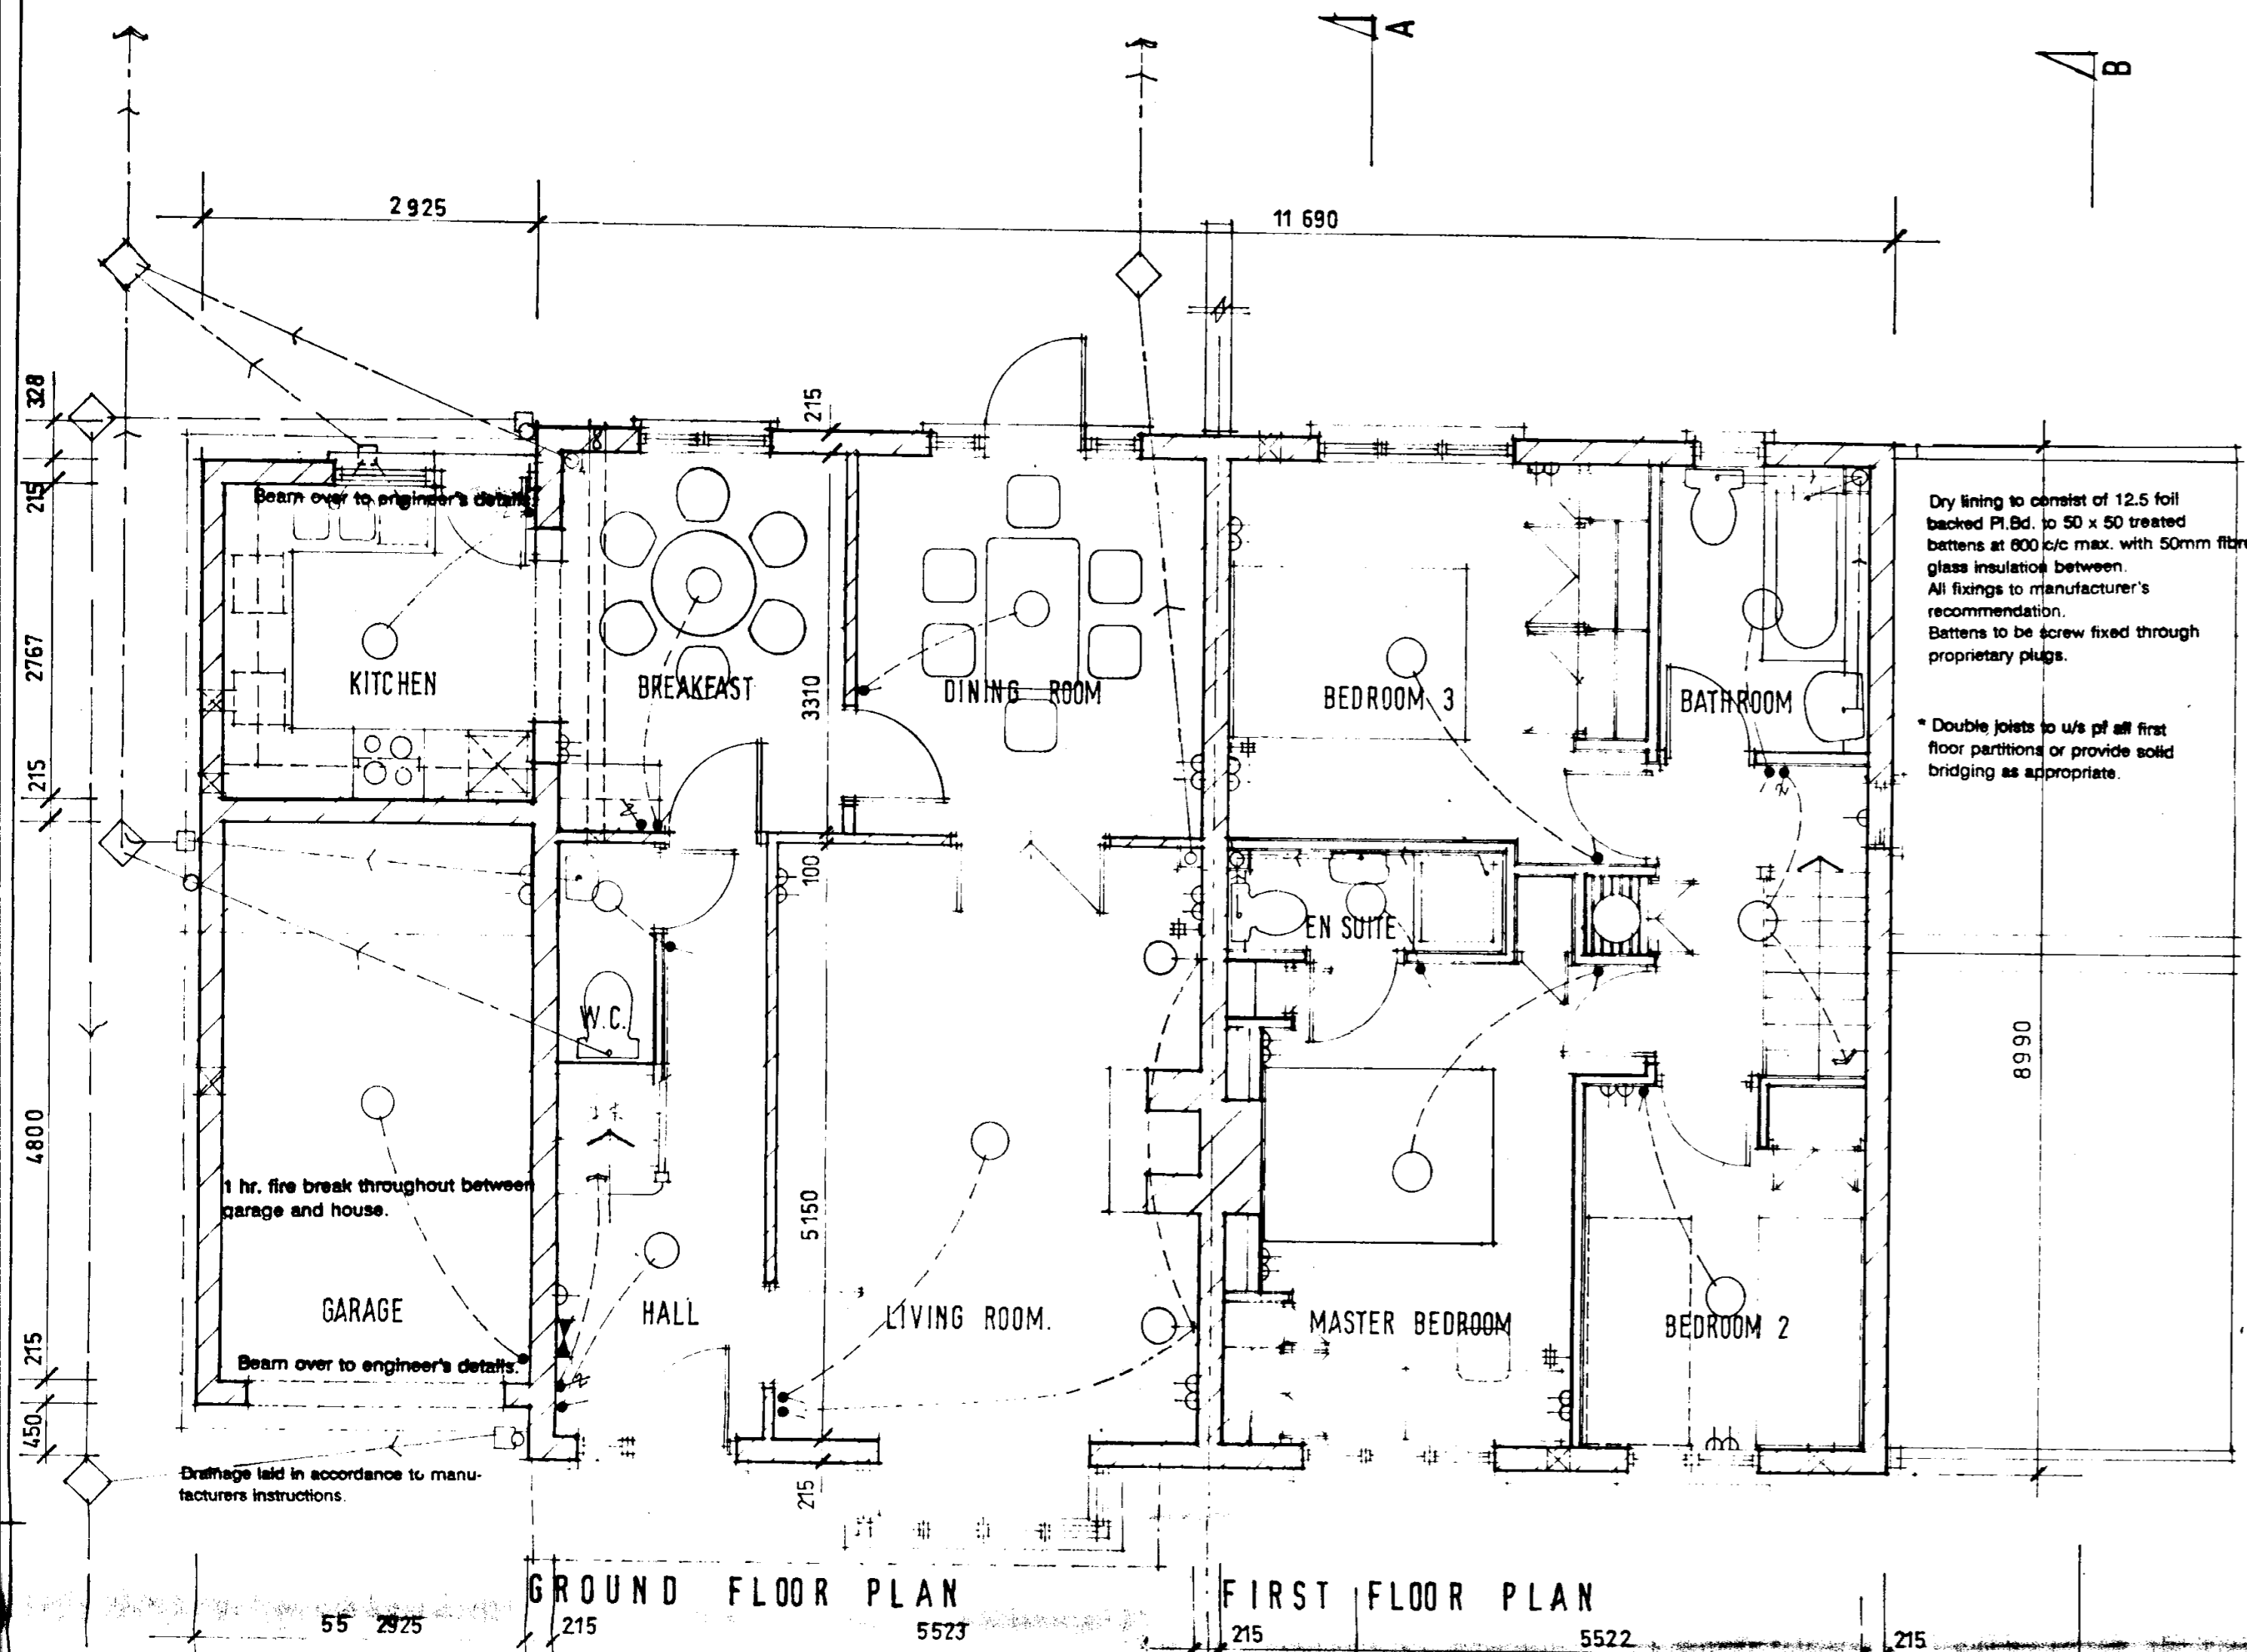 A
B
2925
11 690
328
215
2767
215
4800
215
450
215
3310
100
5150
215
8990
Beam over to engineer's details.
KITCHEN
BREAKFAST
DINING ROOM
BEDROOM 3
BATHROOM
Dry lining to consist of 12.5 foil
backed Pl.Bd. to 50 x 50 treated
battens at 600 c/c max. with 50mm fibre
glass insulation between.
All fixings to manufacturer's
recommendation.
Battens to be screw fixed through
proprietary plugs.
* Double joists to u/s of all first
floor partitions or provide solid
bridging as appropriate.
EN SUITE
W.C.
1 hr. fire break throughout between
garage and house.
GARAGE
HALL
LIVING ROOM.
MASTER BEDROOM
BEDROOM 2
Beam over to engineer's details.
Drainage laid in accordance to manu-
facturers instructions.
GROUND FLOOR PLAN
FIRST FLOOR PLAN
55 2925
215
5523
215
5522
215